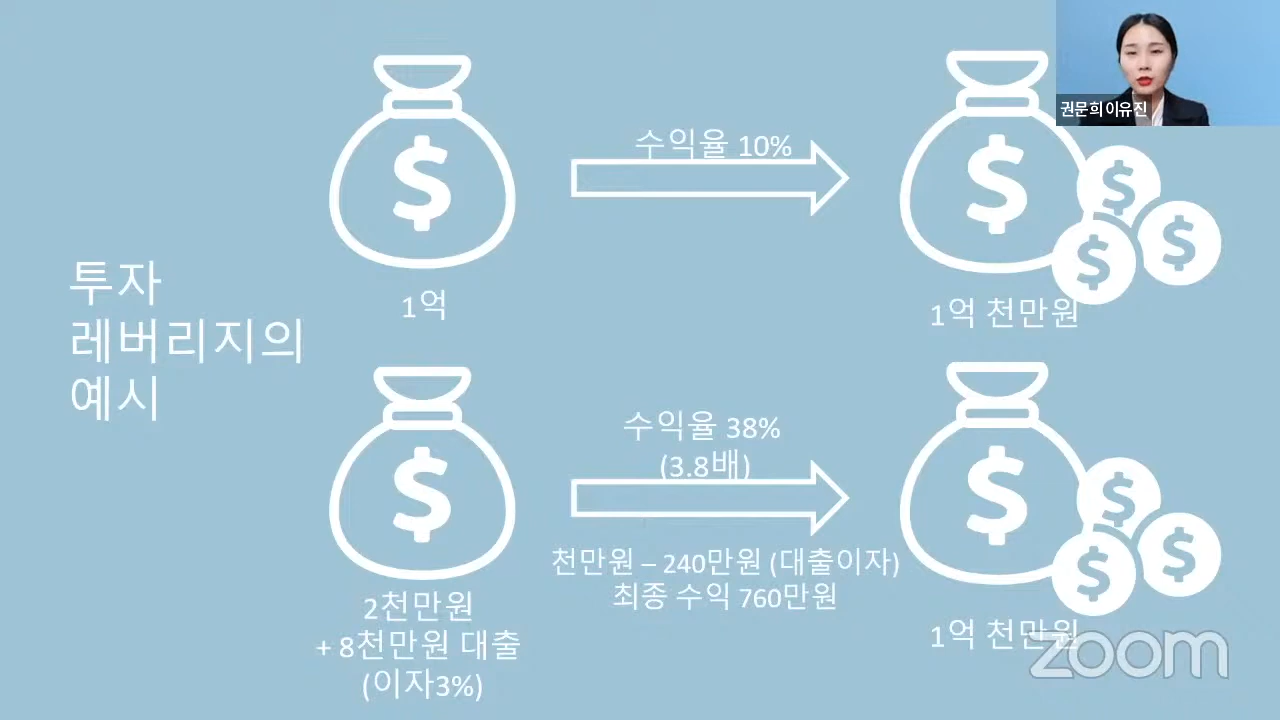 투자
레버리지의
예시
1억
수익율 10%
1억 천만원
2천만원
+ 8천만원 대출
(이자3%)
수익율 38%
(3.8배)
천만원 – 240만원 (대출이자)
최종 수익 760만원
1억 천만원
권문희 이유진
zoom